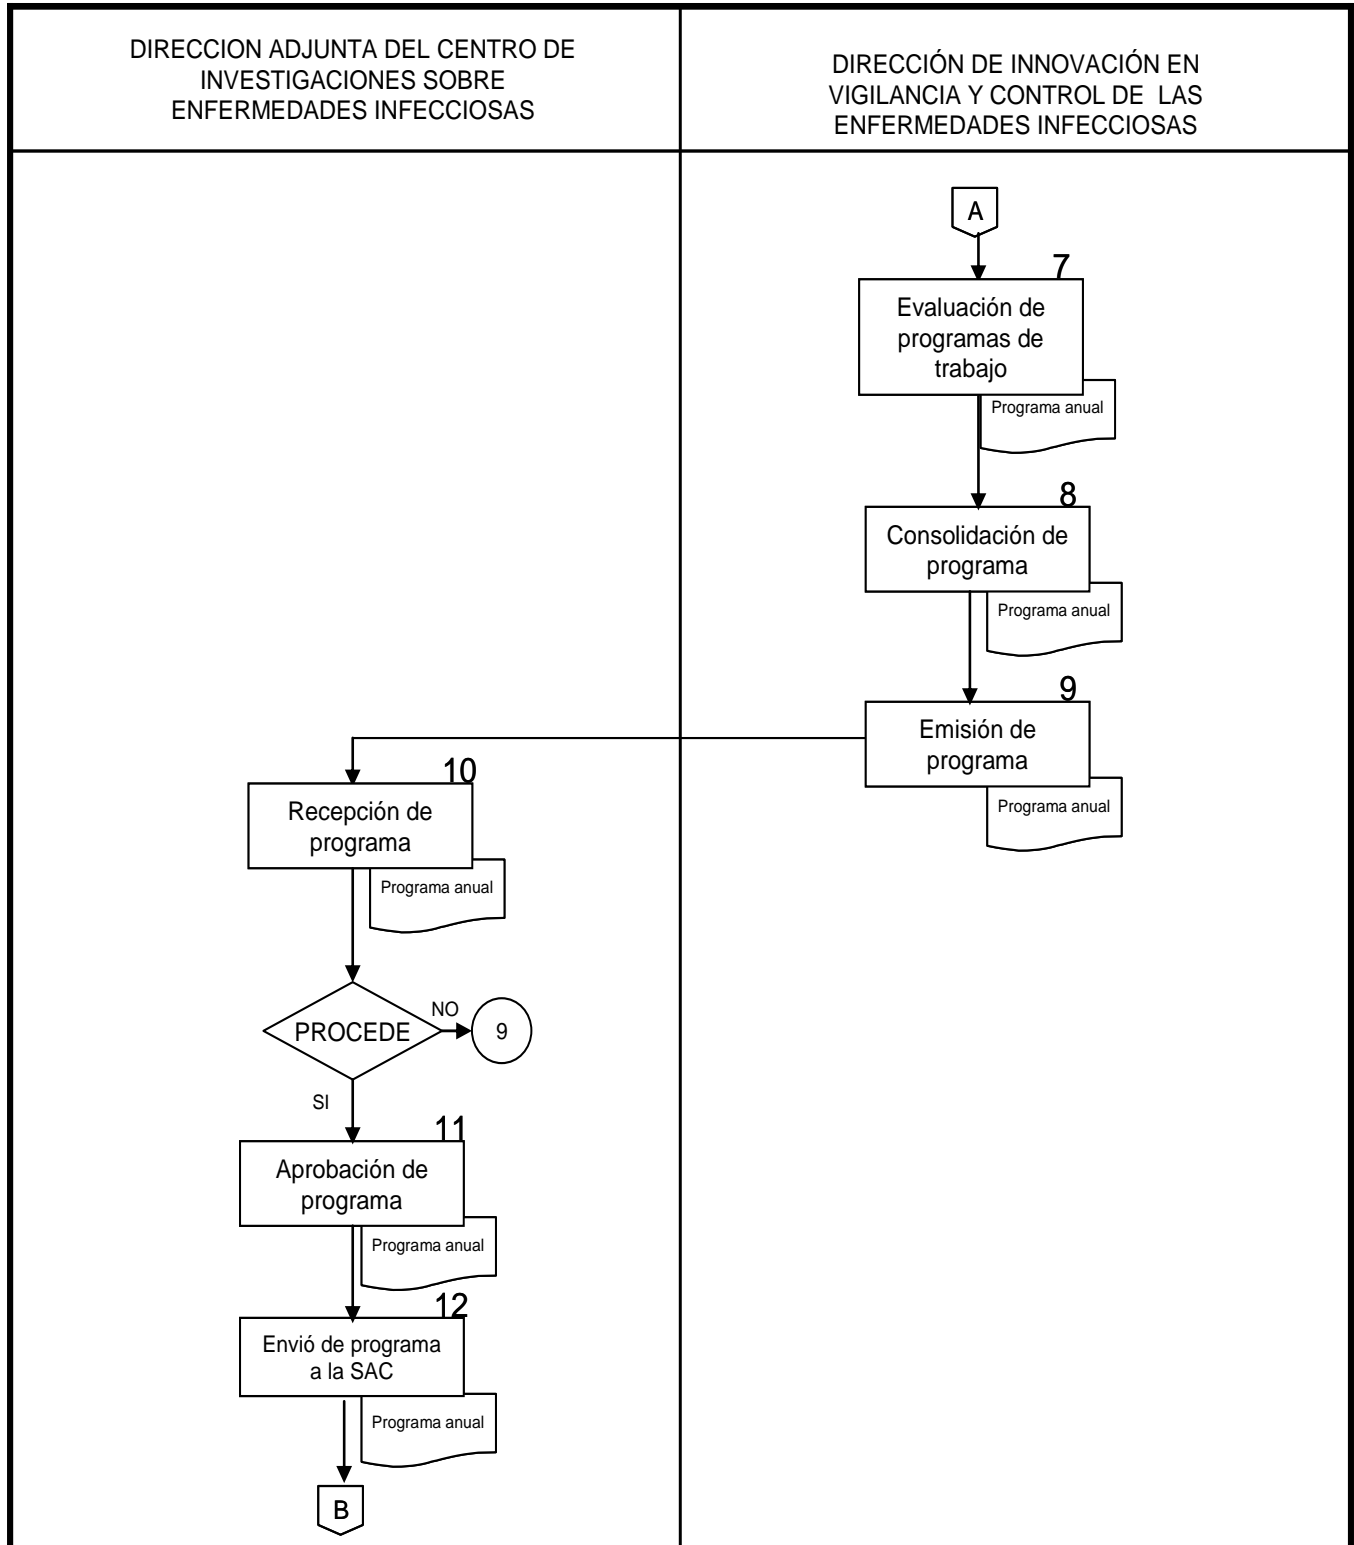 DIRECCION ADJUNTA DEL CENTRO DE
INVESTIGACIONES SOBRE
ENFERMEDADES INFECCIOSAS
DIRECCIÓN DE INNOVACIÓN EN
VIGILANCIA Y CONTROL DE LAS
ENFERMEDADES INFECCIOSAS
A
7
Evaluación de
programas de
trabajo
Programa anual
8
Consolidación de
programa
Programa anual
9
Emisión de
programa
Programa anual
10
Recepción de
programa
Programa anual
PROCEDE
NO
9
SI
11
Aprobación de
programa
Programa anual
12
Envió de programa
a la SAC
Programa anual
B